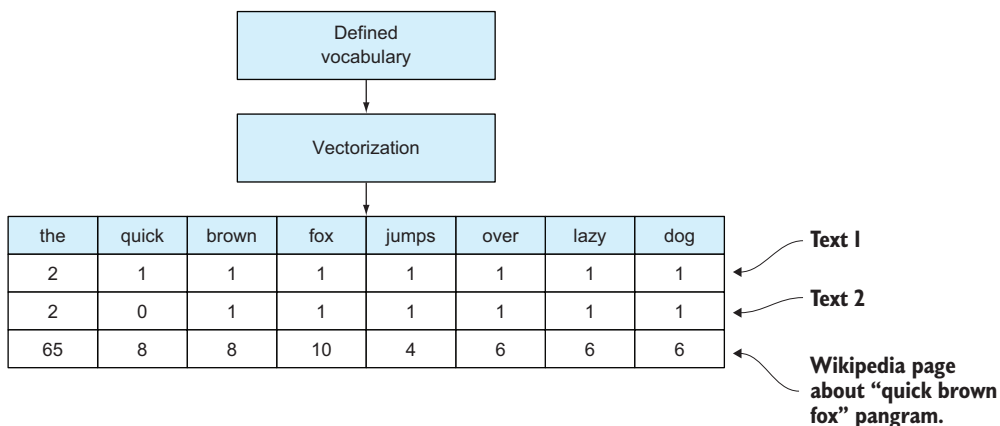 Defined
vocabulary
Vectorization
the quick brown fox jumps over lazy dog
Text 1
2 1 1 1 1 1 1 1
Text 2
2 0 1 1 1 1 1 1
65 8 8 10 4 6 6 6
Wikipedia page
about “quick brown
fox” pangram.